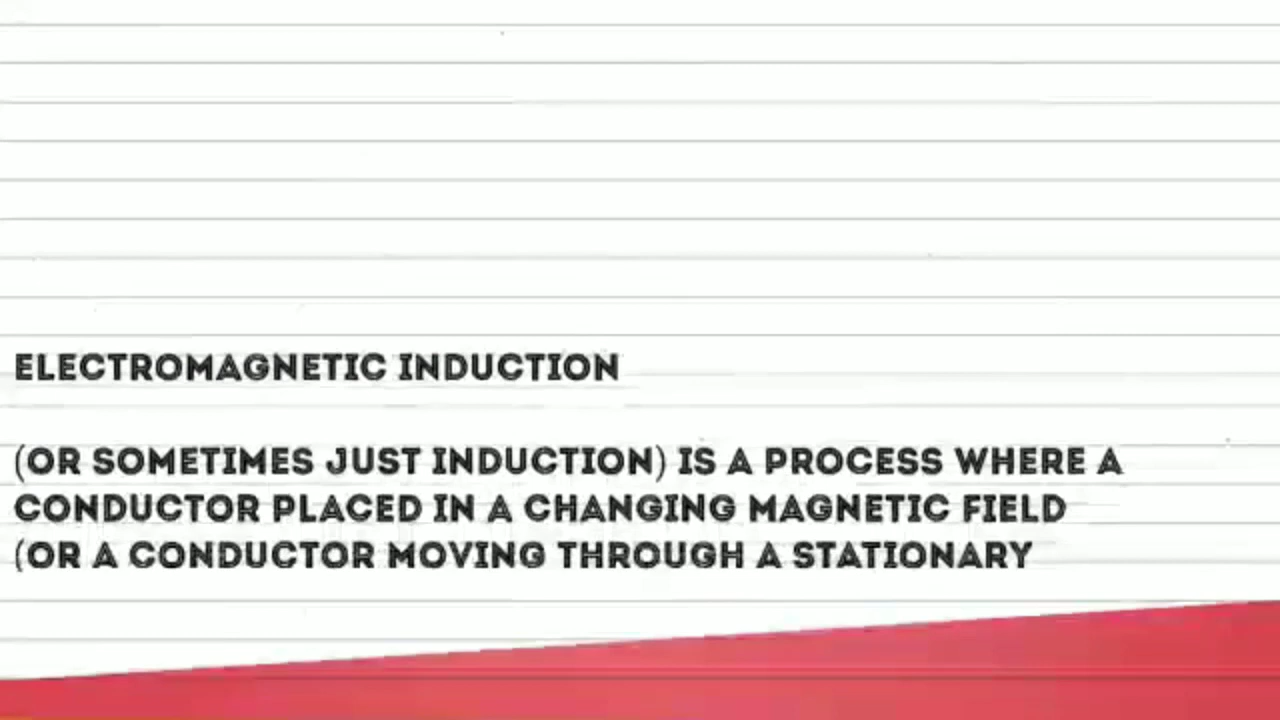 ELECTROMAGNETIC INDUCTION
(OR SOMETIMES JUST INDUCTION) IS A PROCESS WHERE A
CONDUCTOR PLACED IN A CHANGING MAGNETIC FIELD
(OR A CONDUCTOR MOVING THROUGH A STATIONARY